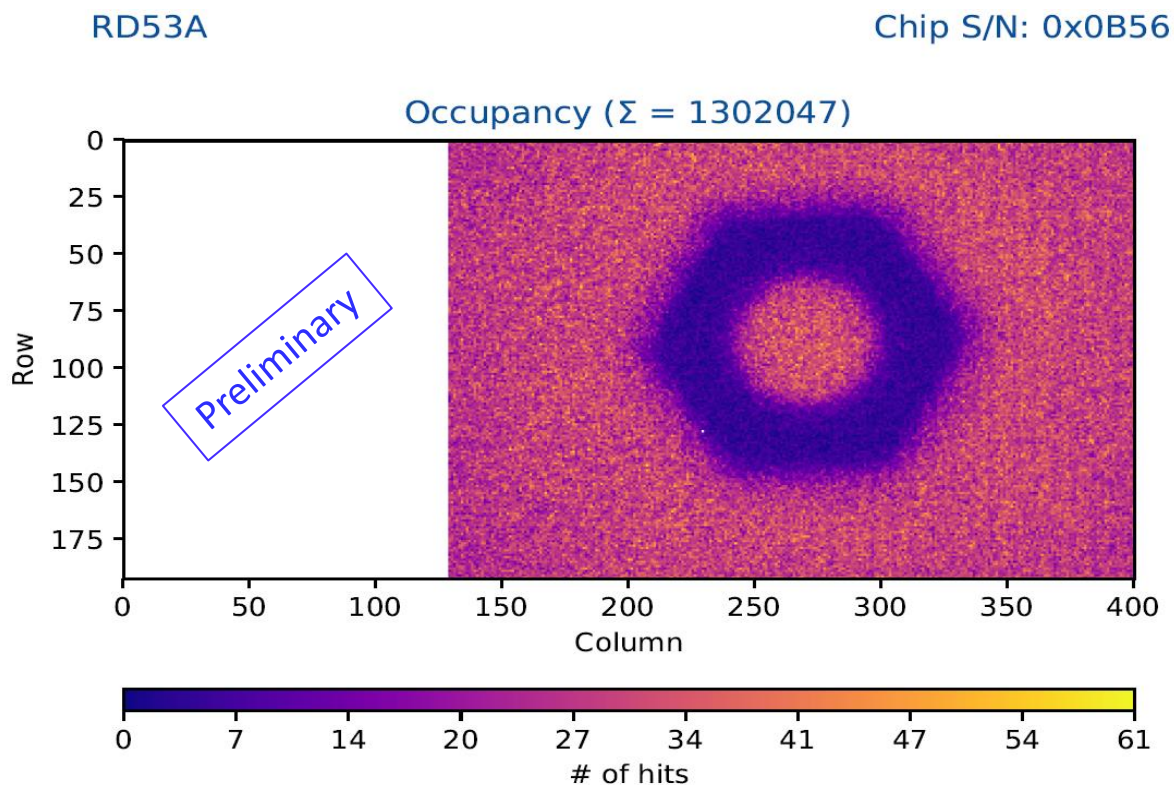 RD53A Chip S/N: 0x0B56
Occupancy (Σ = 1302047)
0
25
50
75
100
125
150
175
Row
Preliminary
0 50 100 150 200 250 300 350 400
Column
0 7 14 20 27 34 41 47 54 61
# of hits